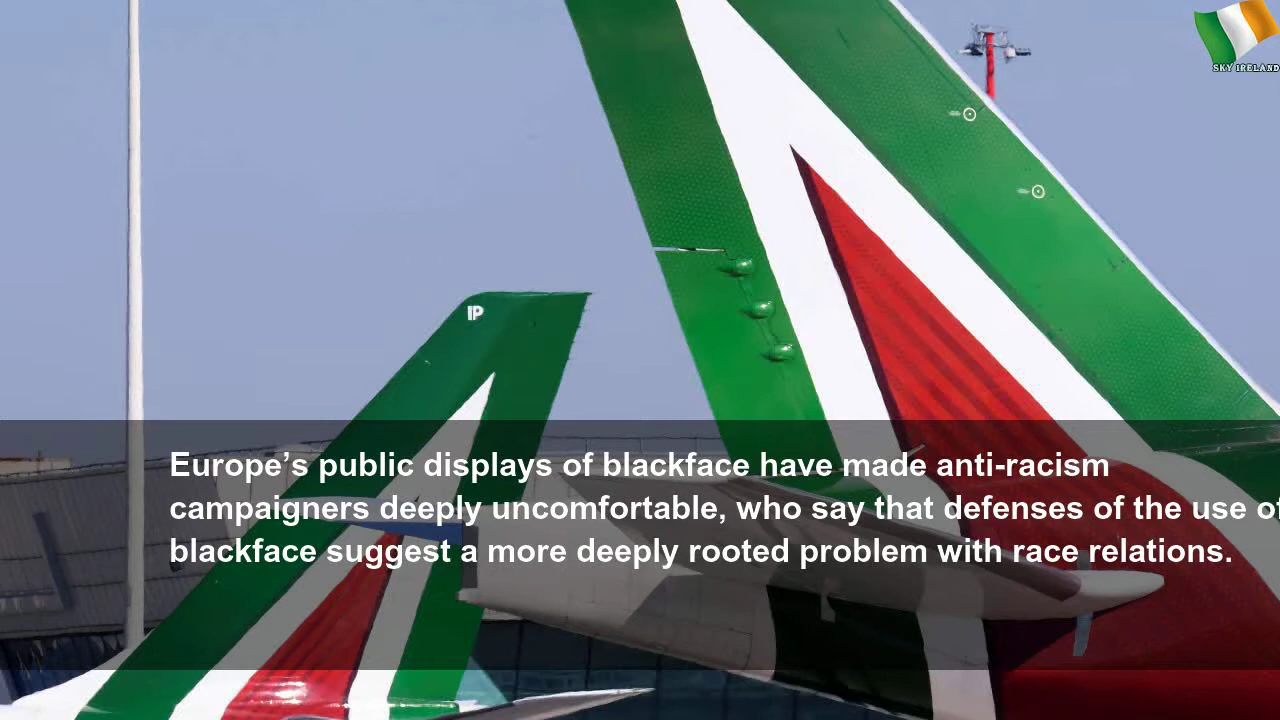 SKY IRELAND
IP
Europe’s public displays of blackface have made anti-racism
campaigners deeply uncomfortable, who say that defenses of the use of
blackface suggest a more deeply rooted problem with race relations.